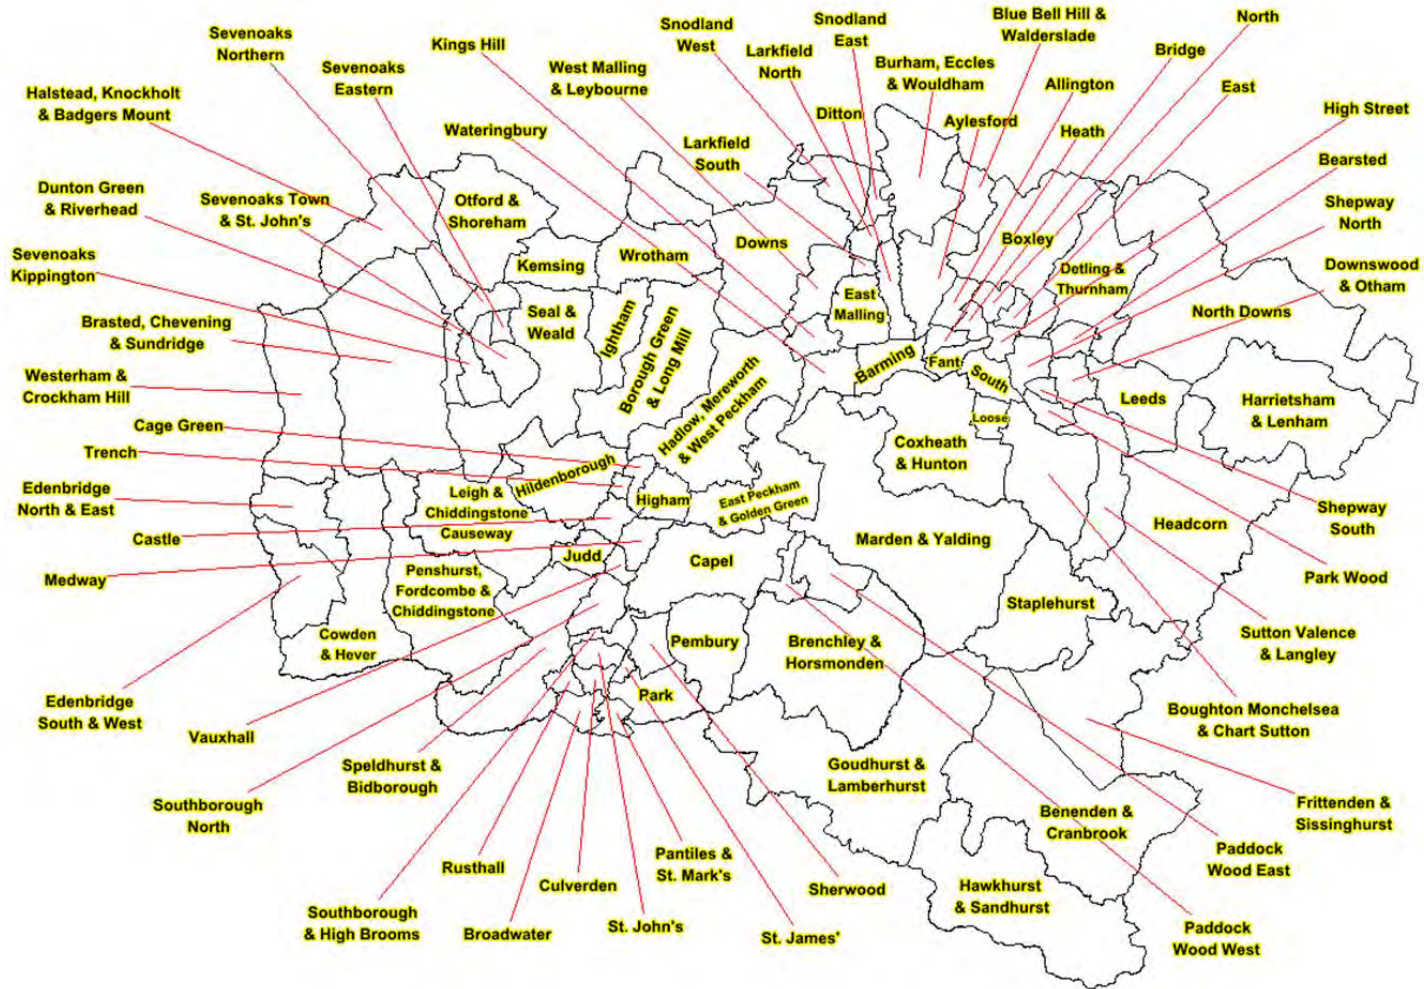 Sevenoaks
Northern
Kings Hill
Snodland
West
Snodland
East
Blue Bell Hill &
Walderslade
North
Sevenoaks
Eastern
West Malling
& Leybourne
Larkfield
North
Burham, Eccles
& Wouldham
Bridge
Halstead, Knockholt
& Badgers Mount
Allington
East
Wateringbury
Larkfield
South
Ditton
Aylesford
Heath
High Street
Dunton Green
& Riverhead
Sevenoaks Town
& St. John's
Otford &
Shoreham
Bearsted
Shepway
North
Sevenoaks
Kippington
Kemsing
Wrotham
Downs
Boxley
Detling &
Thurnham
Downswood
& Otham
Brasted, Chevening
& Sundridge
Seal &
Weald
Ightham
Borough Green
& Long Mill
East
Malling
North Downs
Westerham &
Crockham Hill
Hadlow, Mereworth
& West Peckham
Barming
Fant
South
Leeds
Harrietsham
& Lenham
Cage Green
Loose
Trench
Hildenborough
Coxheath
& Hunton
Edenbridge
North & East
Leigh &
Chiddingstone
Causeway
Higham
East Peckham
& Golden Green
Headcorn
Shepway
South
Castle
Judd
Capel
Marden & Yalding
Medway
Penshurst,
Fordcombe &
Chiddingstone
Park Wood
Cowden
& Hever
Pembury
Brenchley &
Horsmonden
Staplehurst
Sutton Valence
& Langley
Edenbridge
South & West
Park
Vauxhall
Boughton Monchelsea
& Chart Sutton
Speldhurst &
Bidborough
Goudhurst &
Lamberhurst
Southborough
North
Benenden &
Cranbrook
Frittenden &
Sissinghurst
Rusthall
Culverden
Pantiles &
St. Mark's
Sherwood
Paddock
Wood East
Southborough
& High Brooms
Broadwater
St. John's
St. James'
Hawkhurst
& Sandhurst
Paddock
Wood West